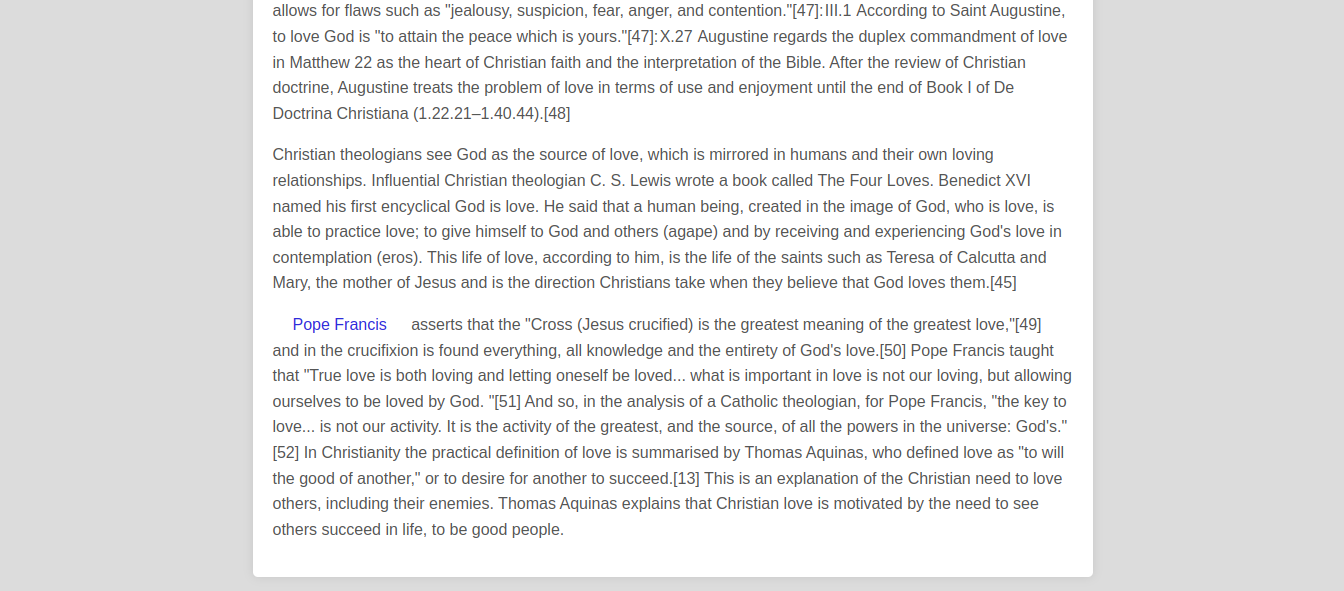 allows for flaws such as "jealousy, suspicion, fear, anger, and contention."[47]:III.1 According to Saint Augustine,
to love God is "to attain the peace which is yours."[47]:X.27 Augustine regards the duplex commandment of love
in Matthew 22 as the heart of Christian faith and the interpretation of the Bible. After the review of Christian
doctrine, Augustine treats the problem of love in terms of use and enjoyment until the end of Book I of De
Doctrina Christiana (1.22.21–1.40.44).[48]
Christian theologians see God as the source of love, which is mirrored in humans and their own loving
relationships. Influential Christian theologian C. S. Lewis wrote a book called The Four Loves. Benedict XVI
named his first encyclical God is love. He said that a human being, created in the image of God, who is love, is
able to practice love; to give himself to God and others (agape) and by receiving and experiencing God's love in
contemplation (eros). This life of love, according to him, is the life of the saints such as Teresa of Calcutta and
Mary, the mother of Jesus and is the direction Christians take when they believe that God loves them.[45]
Pope Francis asserts that the "Cross (Jesus crucified) is the greatest meaning of the greatest love,"[49]
and in the crucifixion is found everything, all knowledge and the entirety of God's love.[50] Pope Francis taught
that "True love is both loving and letting oneself be loved... what is important in love is not our loving, but allowing
ourselves to be loved by God. "[51] And so, in the analysis of a Catholic theologian, for Pope Francis, "the key to
love... is not our activity. It is the activity of the greatest, and the source, of all the powers in the universe: God's."
[52] In Christianity the practical definition of love is summarised by Thomas Aquinas, who defined love as "to will
the good of another," or to desire for another to succeed.[13] This is an explanation of the Christian need to love
others, including their enemies. Thomas Aquinas explains that Christian love is motivated by the need to see
others succeed in life, to be good people.